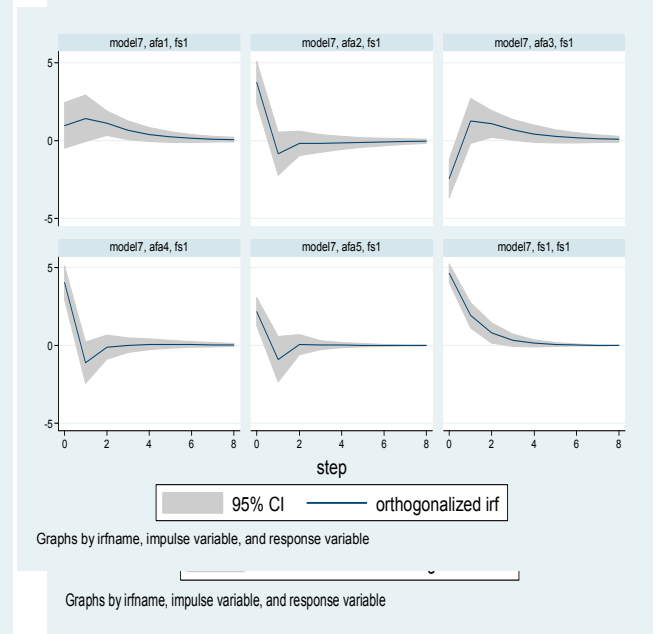 model7, afa1, fs1
model7, afa2, fs1
model7, afa3, fs1
5
0
-5
model7, afa4, fs1
model7, afa5, fs1
model7, fs1, fs1
5
0
-5
0 2 4 6 8
0 2 4 6 8
0 2 4 6 8
step
95% CI
orthogonalized irf
Graphs by irfname, impulse variable, and response variable
Graphs by irfname, impulse variable, and response variable